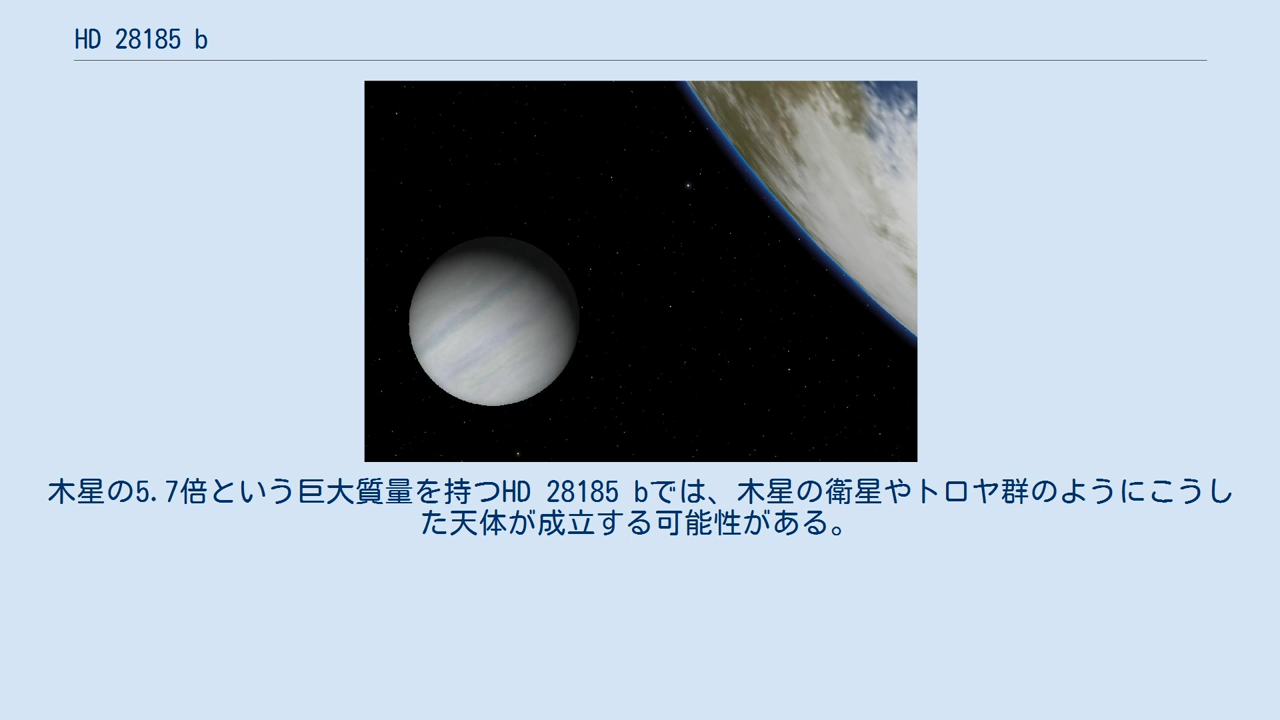 HD 28185 b
木星の5.7倍という巨大質量を持つHD 28185 bでは、木星の衛星やトロヤ群のようにこうし
た天体が成立する可能性がある。